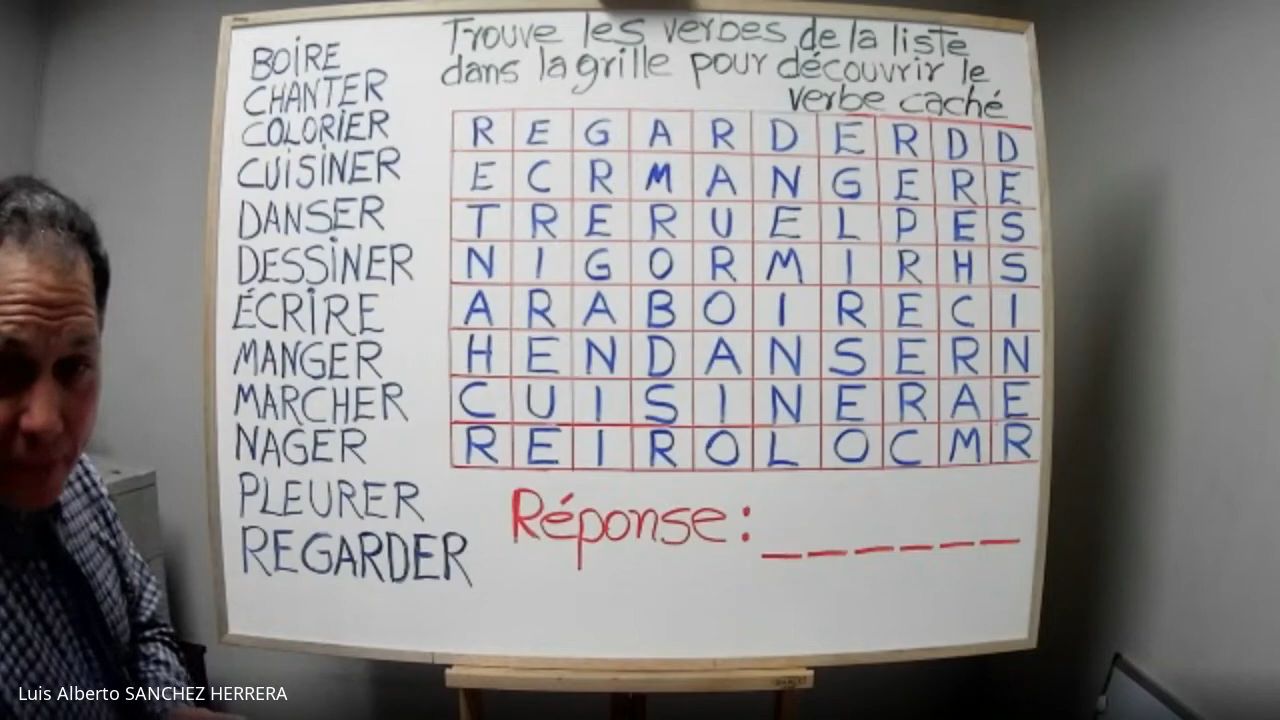 Trouve les verbes de la liste
dans la grille pour découvrir le
verbe caché
BOIRE
CHANTER
COLORIER
CUISINER
DANSER
DESSINER
ÉCRIRE
MANGER
MARCHER
NAGER
PLEURER
REGARDER
R E G A R D E R D D
E C R M A N G E R E
T R E R U E L P E S
N I G O R M I R H S
A R A B O I R E C I
H E N D A N S E R N
C U I S I N E R A E
R E I R O L O C M R
Réponse : _ _ _ _ _ _
Luis Alberto SANCHEZ HERRERA